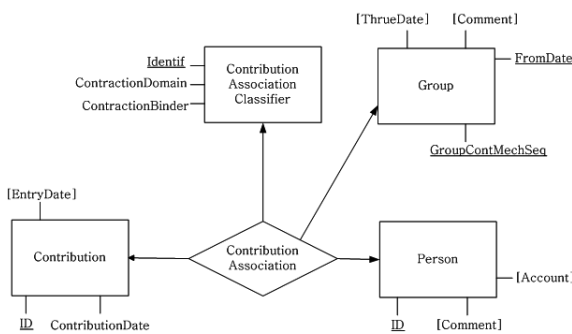 [ThrueDate]
[Comment]
Identif
ContractionDomain
ContractionBinder
Contribution
Association
Classifier
FromDate
Group
GroupContMechSeq
[EntryDate]
Contribution
Contribution
Association
Person
[Account]
ID
ContributionDate
ID
[Comment]